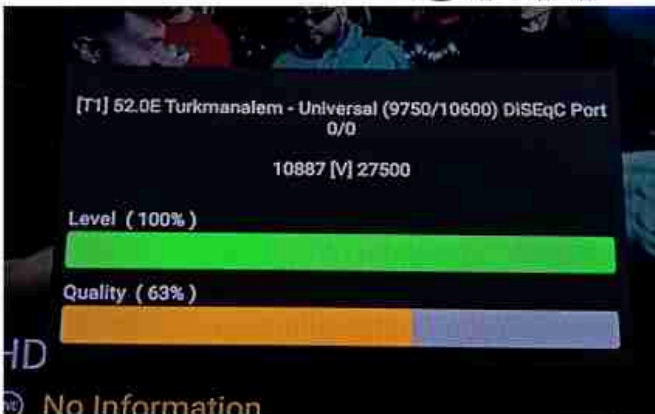 [T1] 52.0E Turkmanalem - Universal (9750/10600) DiSEqC Port
0/0
10887 [V] 27500
Level ( 100% )
Quality ( 63% )
HD
No Information